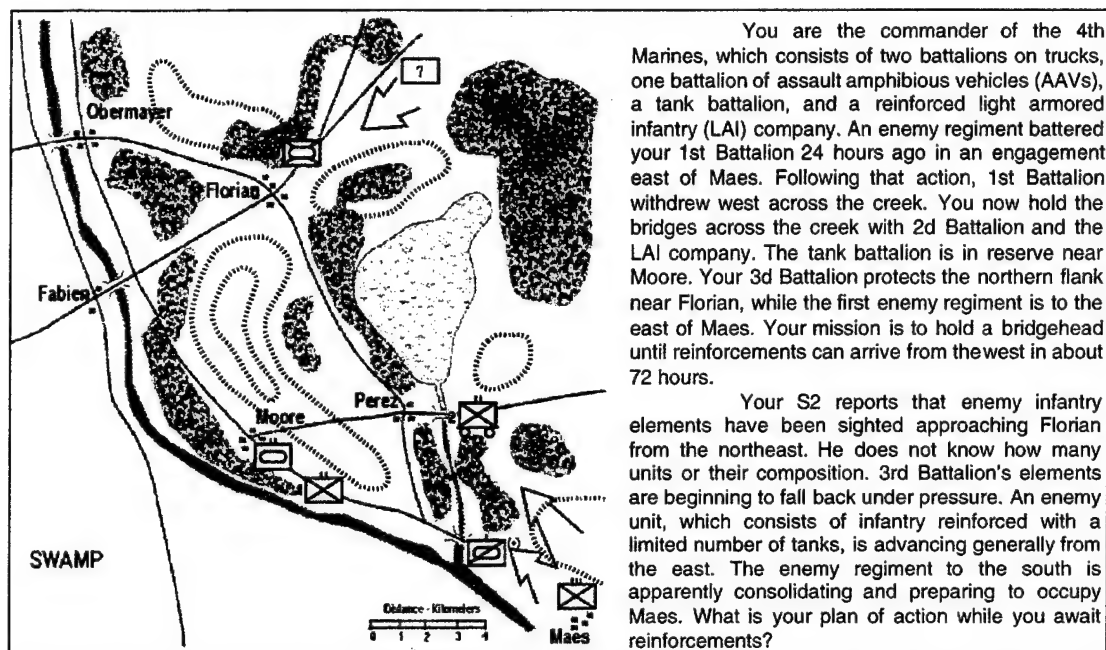 You are the commander of the 4th
Marines, which consists of two battalions on trucks,
one battalion of assault amphibious vehicles (AAVs),
a tank battalion, and a reinforced light armored
infantry (LAI) company. An enemy regiment battered
your 1st Battalion 24 hours ago in an engagement
east of Maes. Following that action, 1st Battalion
withdrew west across the creek. You now hold the
bridges across the creek with 2d Battalion and the
LAI company. The tank battalion is in reserve near
Moore. Your 3d Battalion protects the northern flank
near Florian, while the first enemy regiment is to the
east of Maes. Your mission is to hold a bridgehead
until reinforcements can arrive from the west in about
72 hours.
Your S2 reports that enemy infantry
elements have been sighted approaching Florian
from the northeast. He does not know how many
units or their composition. 3rd Battalion's elements
are beginning to fall back under pressure. An enemy
unit, which consists of infantry reinforced with a
limited number of tanks, is advancing generally from
the east. The enemy regiment to the south is
apparently consolidating and preparing to occupy
Maes. What is your plan of action while you await
reinforcements?
?
Obermayer
Florian
Fabien
Moore
Perez
SWAMP
Distance - Kilometers
0 1 2 3 4
Maes